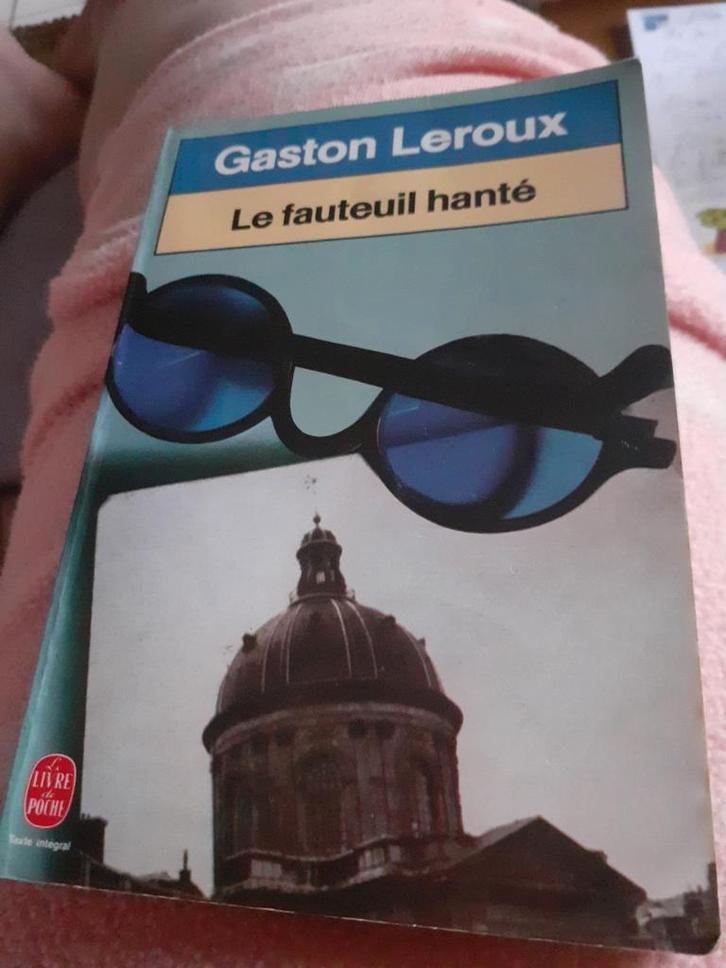 Gaston Leroux
Le fauteuil hanté
Le
LIVRE
de
POCHE
Texte intégral